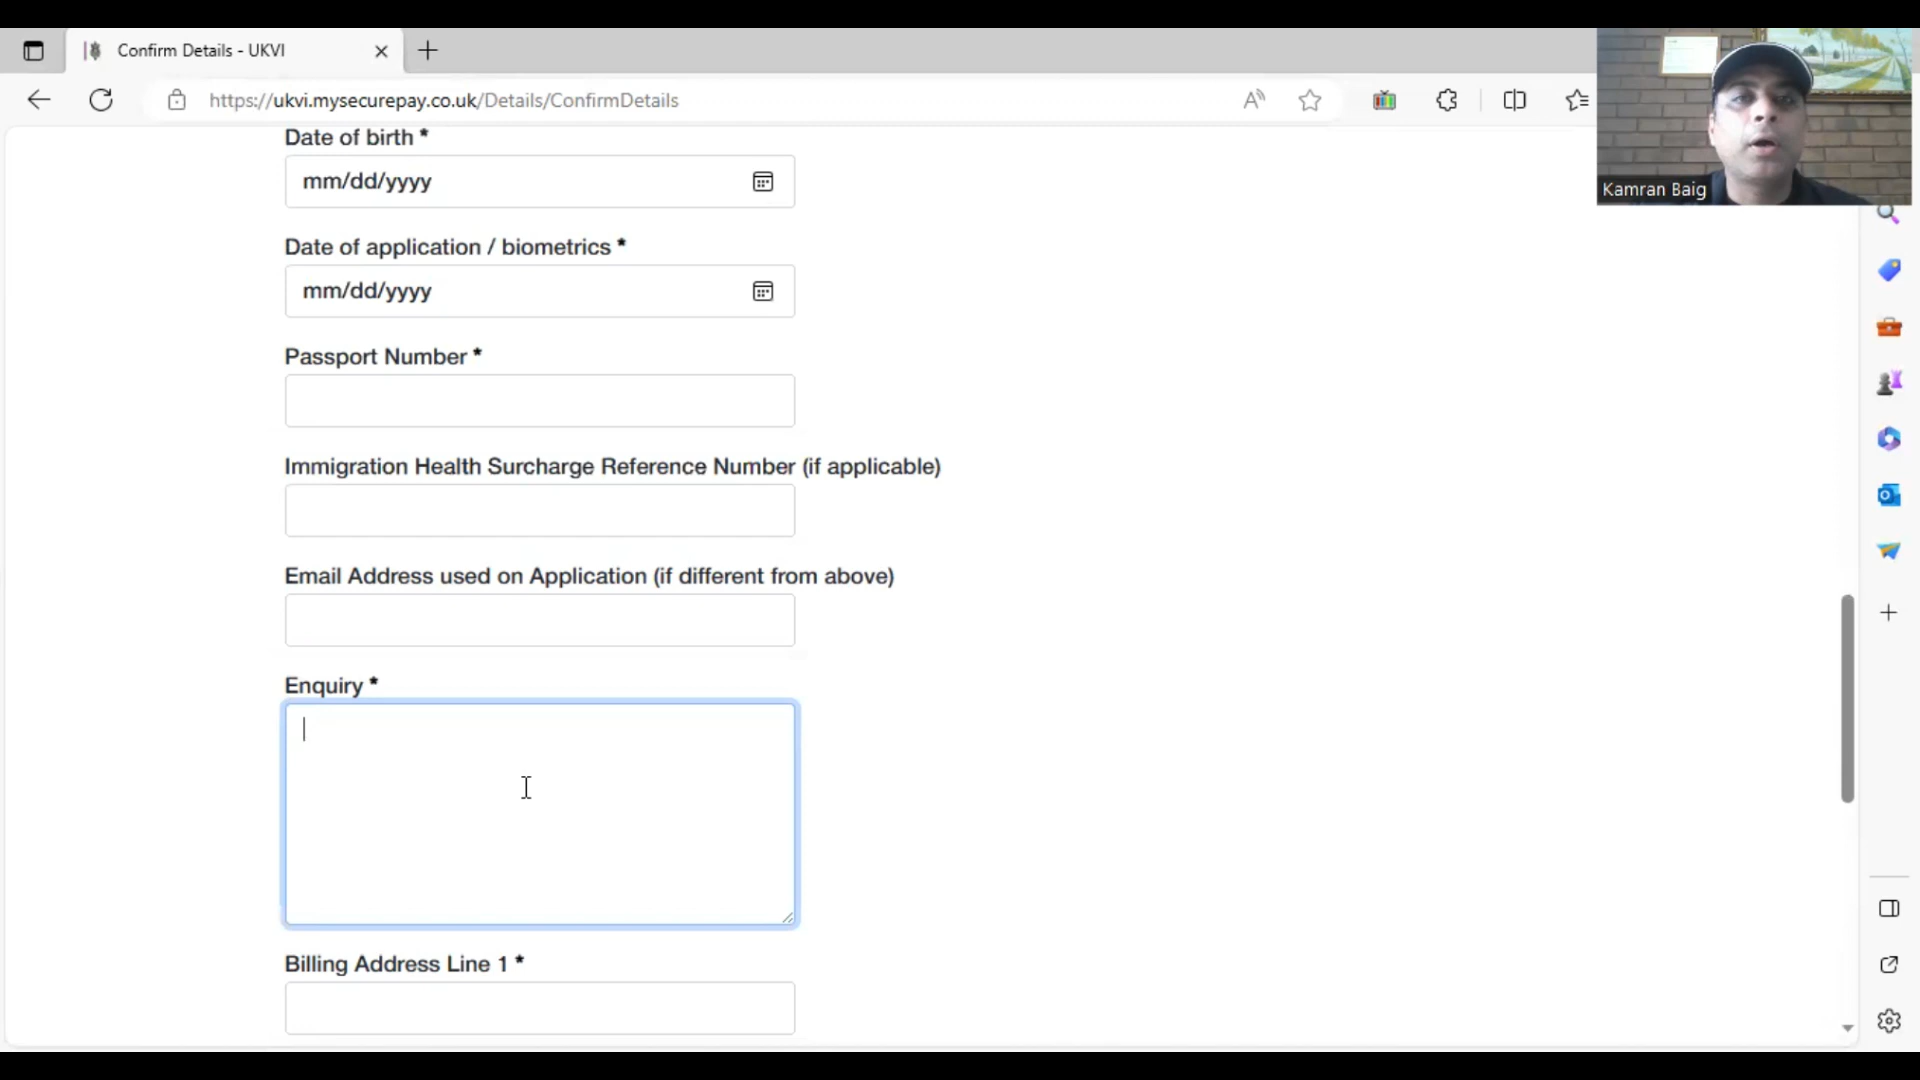 Confirm Details - UKVI
https://ukvi.mysecurepay.co.uk/Details/ConfirmDetails
Kamran Baig
Date of birth *
mm/dd/yyyy
Date of application / biometrics *
mm/dd/yyyy
Passport Number *
Immigration Health Surcharge Reference Number (if applicable)
Email Address used on Application (if different from above)
Enquiry *
Billing Address Line 1 *